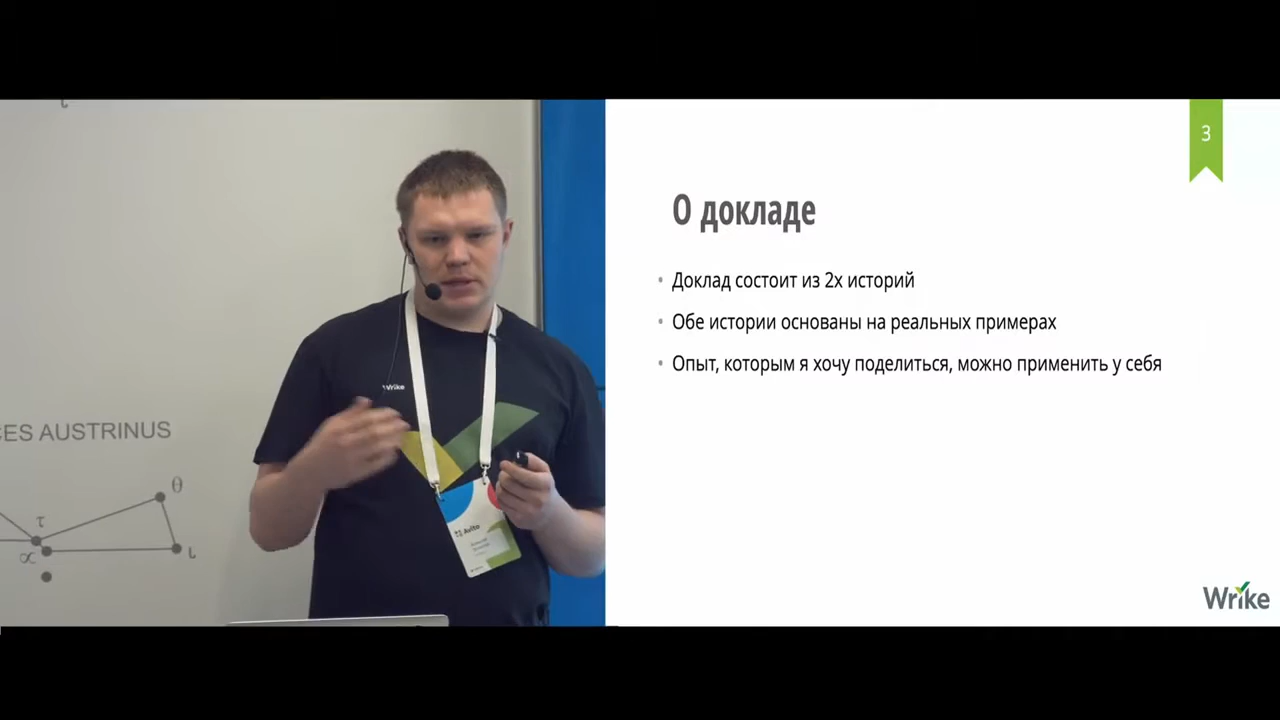 CES AUSTRINUS
θ
τ
α
ι
Wrike
Avito
3
О докладе
• Доклад состоит из 2х историй
• Обе истории основаны на реальных примерах
• Опыт, которым я хочу поделиться, можно применить у себя
Wrike